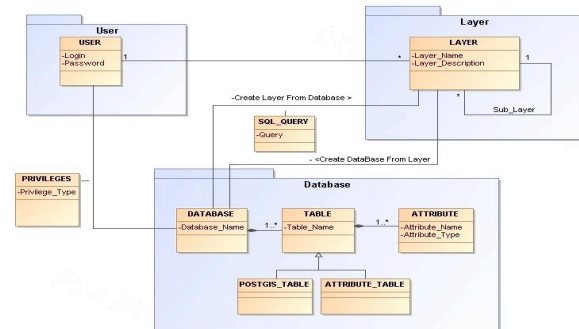 User
USER
-Login
-Password
1
*
Layer
LAYER
-Layer_Name
-Layer_Description
1
*
Sub_Layer
-Create Layer From Database >
SQL_QUERY
-Query
- <Create DataBase From Layer
PRIVILEGES
-Privilege_Type
Database
DATABASE
-Database_Name
1..*
TABLE
-Table_Name
1..*
ATTRIBUTE
-Attribute_Name
-Attribute_Type
POSTGIS_TABLE
ATTRIBUTE_TABLE